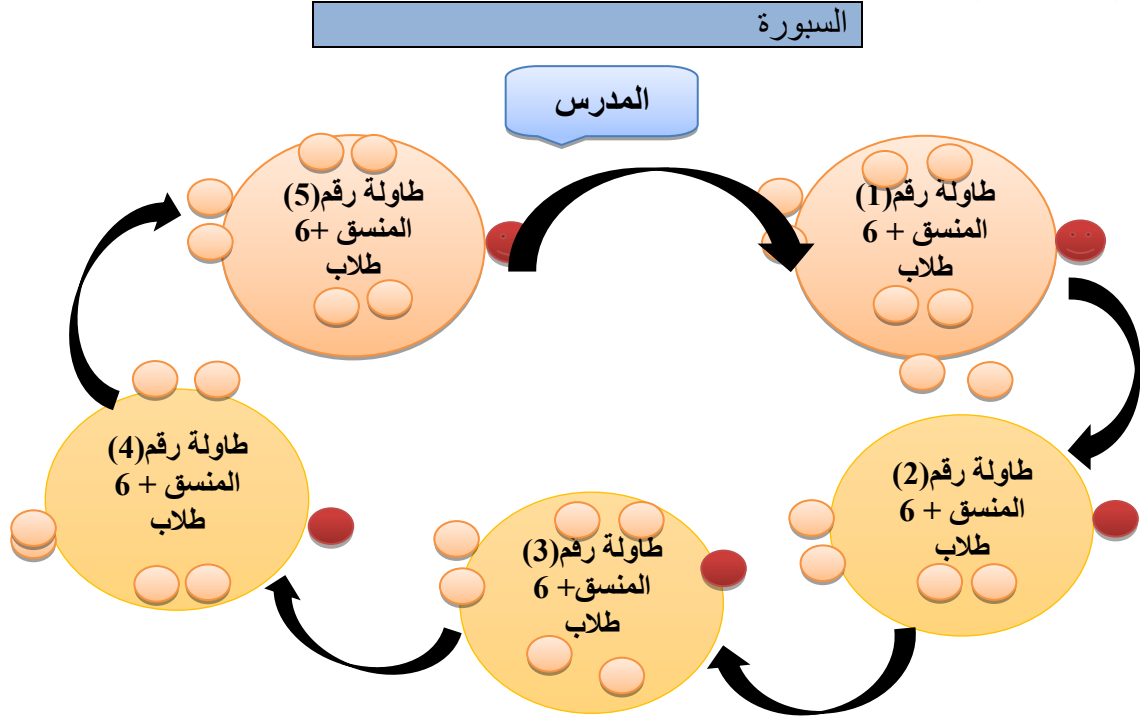 السبورة
المدرس
طاولة رقم(1)
المنسق + 6
طلاب
طاولة رقم(2)
المنسق + 6
طلاب
طاولة رقم(3)
المنسق+ 6
طلاب
طاولة رقم(4)
المنسق + 6
طلاب
طاولة رقم(5)
المنسق +6
طلاب